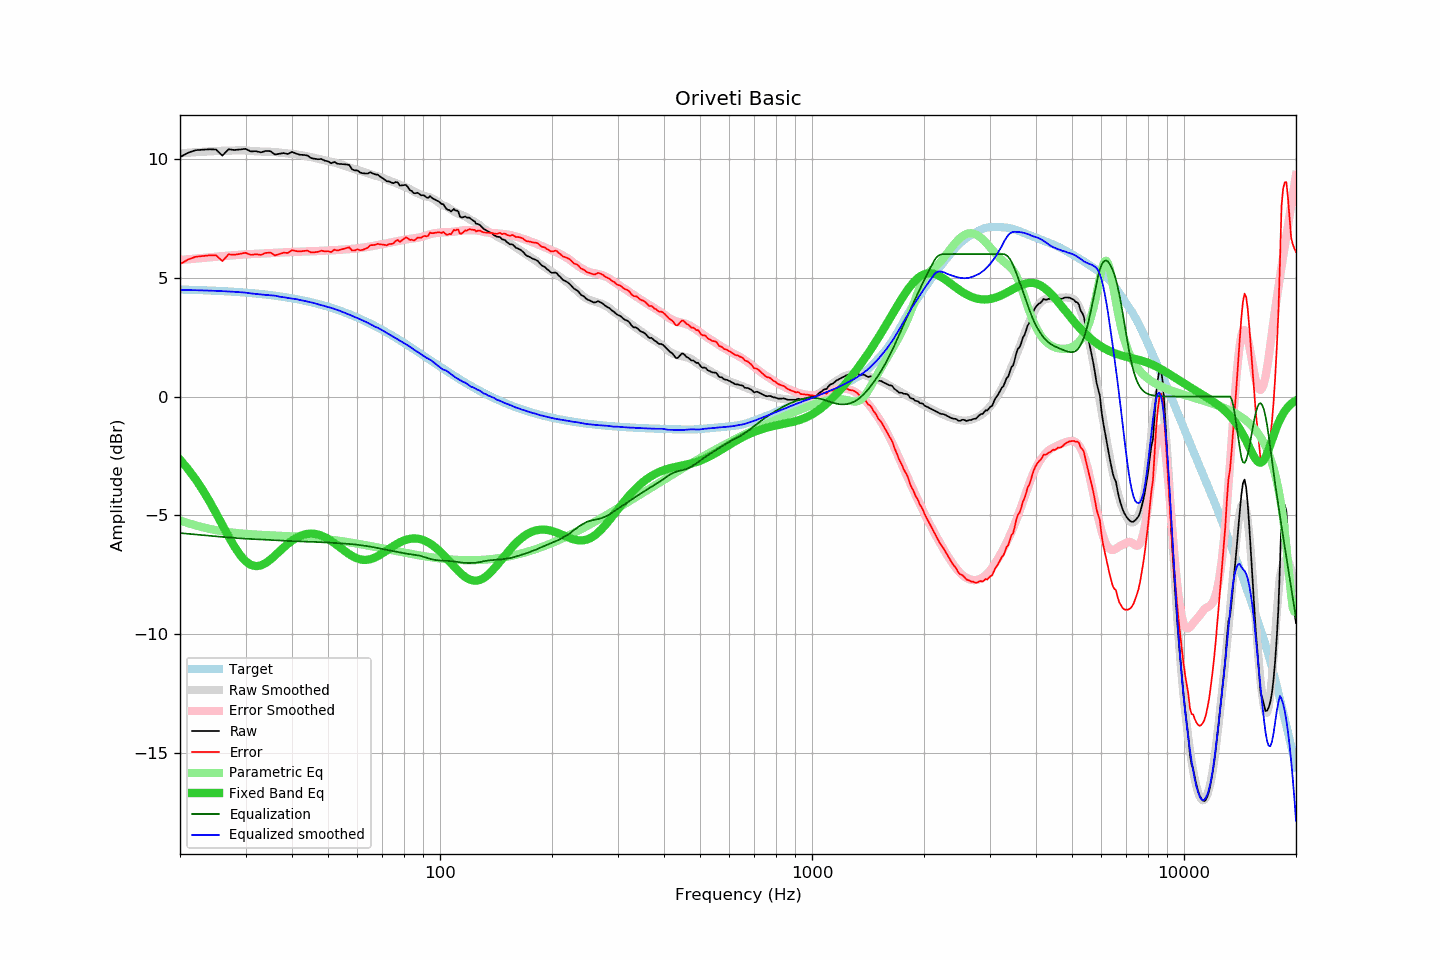 Oriveti Basic
Amplitude (dBr)
10
5
0
−5
−10
−15
Target
Raw Smoothed
Error Smoothed
Raw
Error
Parametric Eq
Fixed Band Eq
Equalization
Equalized smoothed
100
1000
10000
Frequency (Hz)